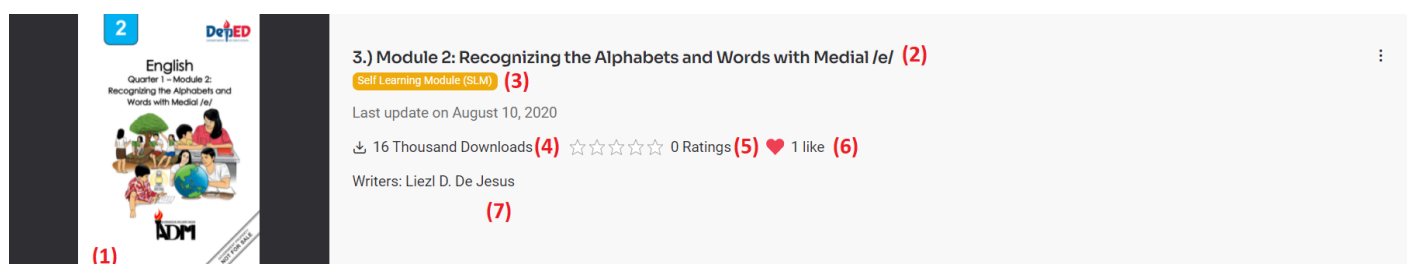 2
DepED
English
Quarter 1 – Module 2:
Recognizing the Alphabets and
Words with Medial /e/
ADM
NOT FOR SALE
(1)
3.) Module 2: Recognizing the Alphabets and Words with Medial /e/ (2)
Self Learning Module (SLM) (3)
Last update on August 10, 2020
16 Thousand Downloads (4) 0 Ratings (5) 1 like (6)
Writers: Liezl D. De Jesus
(7)